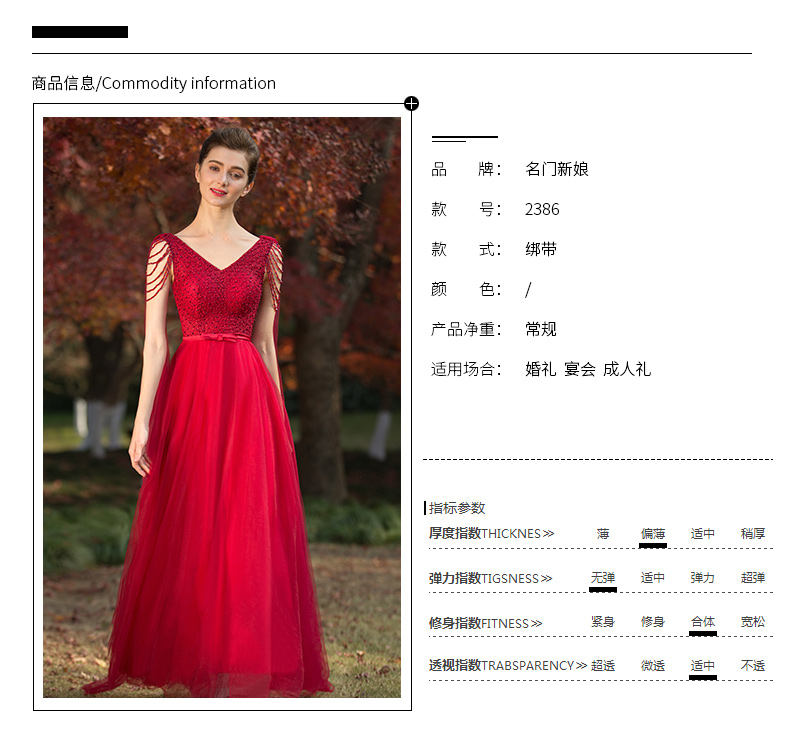 商品信息/Commodity information
品 牌： 名门新娘
款 号： 2386
款 式： 绑带
颜 色： /
产品净重： 常规
适用场合： 婚礼 宴会 成人礼
指标参数
厚度指数THICKNES≫ 薄 偏薄 适中 稍厚
弹力指数TIGSNESS≫ 无弹 适中 弹力 超弹
修身指数FITNESS≫ 紧身 修身 合体 宽松
透视指数TRABSPARENCY≫ 超透 微透 适中 不透